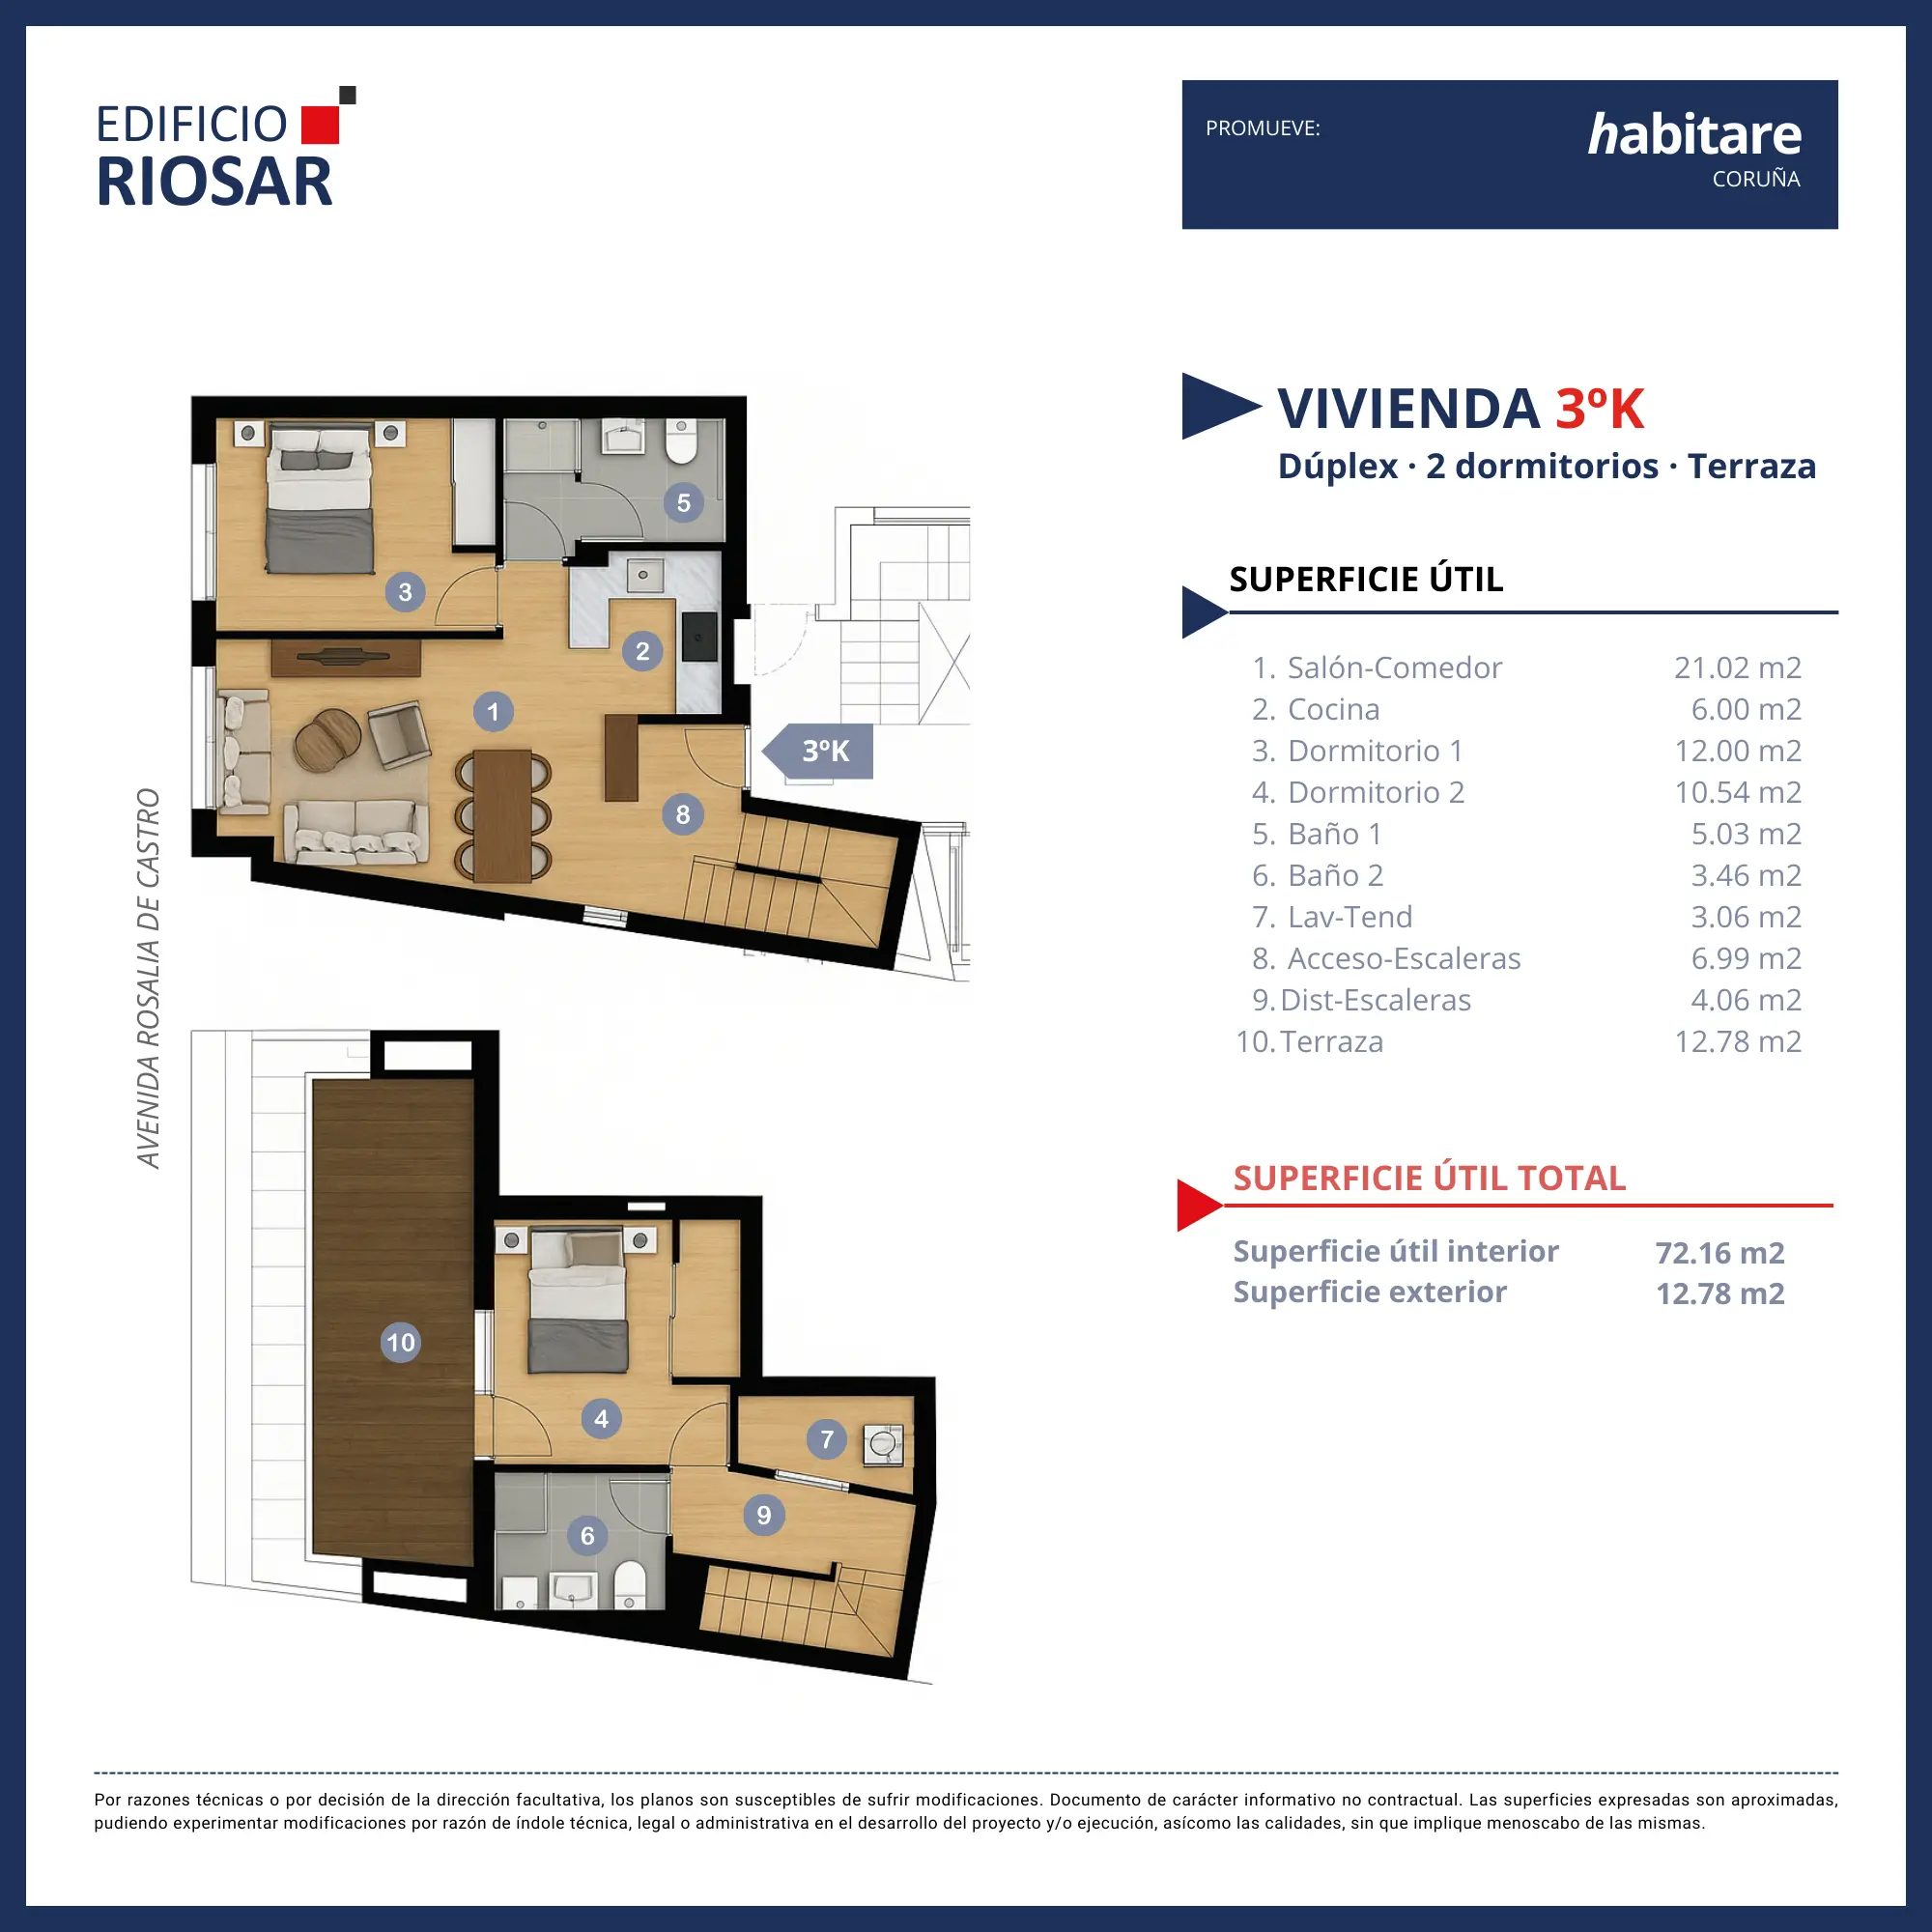 EDIFICIO
RIOSAR
PROMUEVE:
habitare
CORUÑA
VIVIENDA 3ºK
Dúplex · 2 dormitorios · Terraza
SUPERFICIE ÚTIL
1. Salón-Comedor 21.02 m2
2. Cocina 6.00 m2
3. Dormitorio 1 12.00 m2
4. Dormitorio 2 10.54 m2
5. Baño 1 5.03 m2
6. Baño 2 3.46 m2
7. Lav-Tend 3.06 m2
8. Acceso-Escaleras 6.99 m2
9. Dist-Escaleras 4.06 m2
10. Terraza 12.78 m2
SUPERFICIE ÚTIL TOTAL
Superficie útil interior 72.16 m2
Superficie exterior 12.78 m2
AVENIDA ROSALIA DE CASTRO
5
3
2
1
3ºK
8
10
4
7
9
6
Por razones técnicas o por decisión de la dirección facultativa, los planos son susceptibles de sufrir modificaciones. Documento de carácter informativo no contractual. Las superficies expresadas son aproximadas,
pudiendo experimentar modificaciones por razón de índole técnica, legal o administrativa en el desarrollo del proyecto y/o ejecución, asícomo las calidades, sin que implique menoscabo de las mismas.